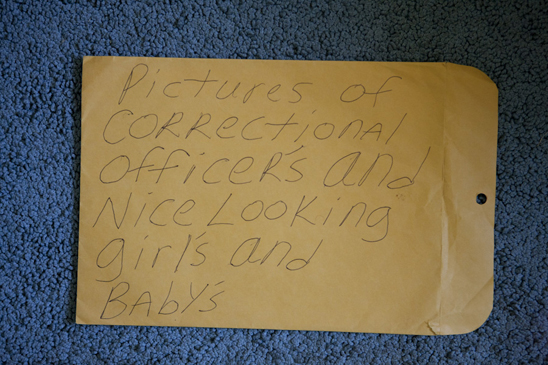 Pictures of
CORRectional
Officer's and
Nice Looking
girl's and
BAbY's